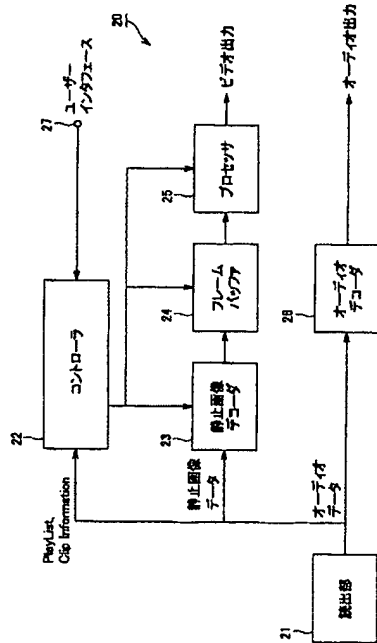 20
27
ユーザー
インタフェース
22
コントローラ
PlayList,
Clip Information
静止画像
データ
23
静止画像
デコーダ
24
フレーム
バッファ
25
プロセッサ
ビデオ出力
21
読出部
オーディオデータ
26
オーディオ
デコーダ
オーディオ出力